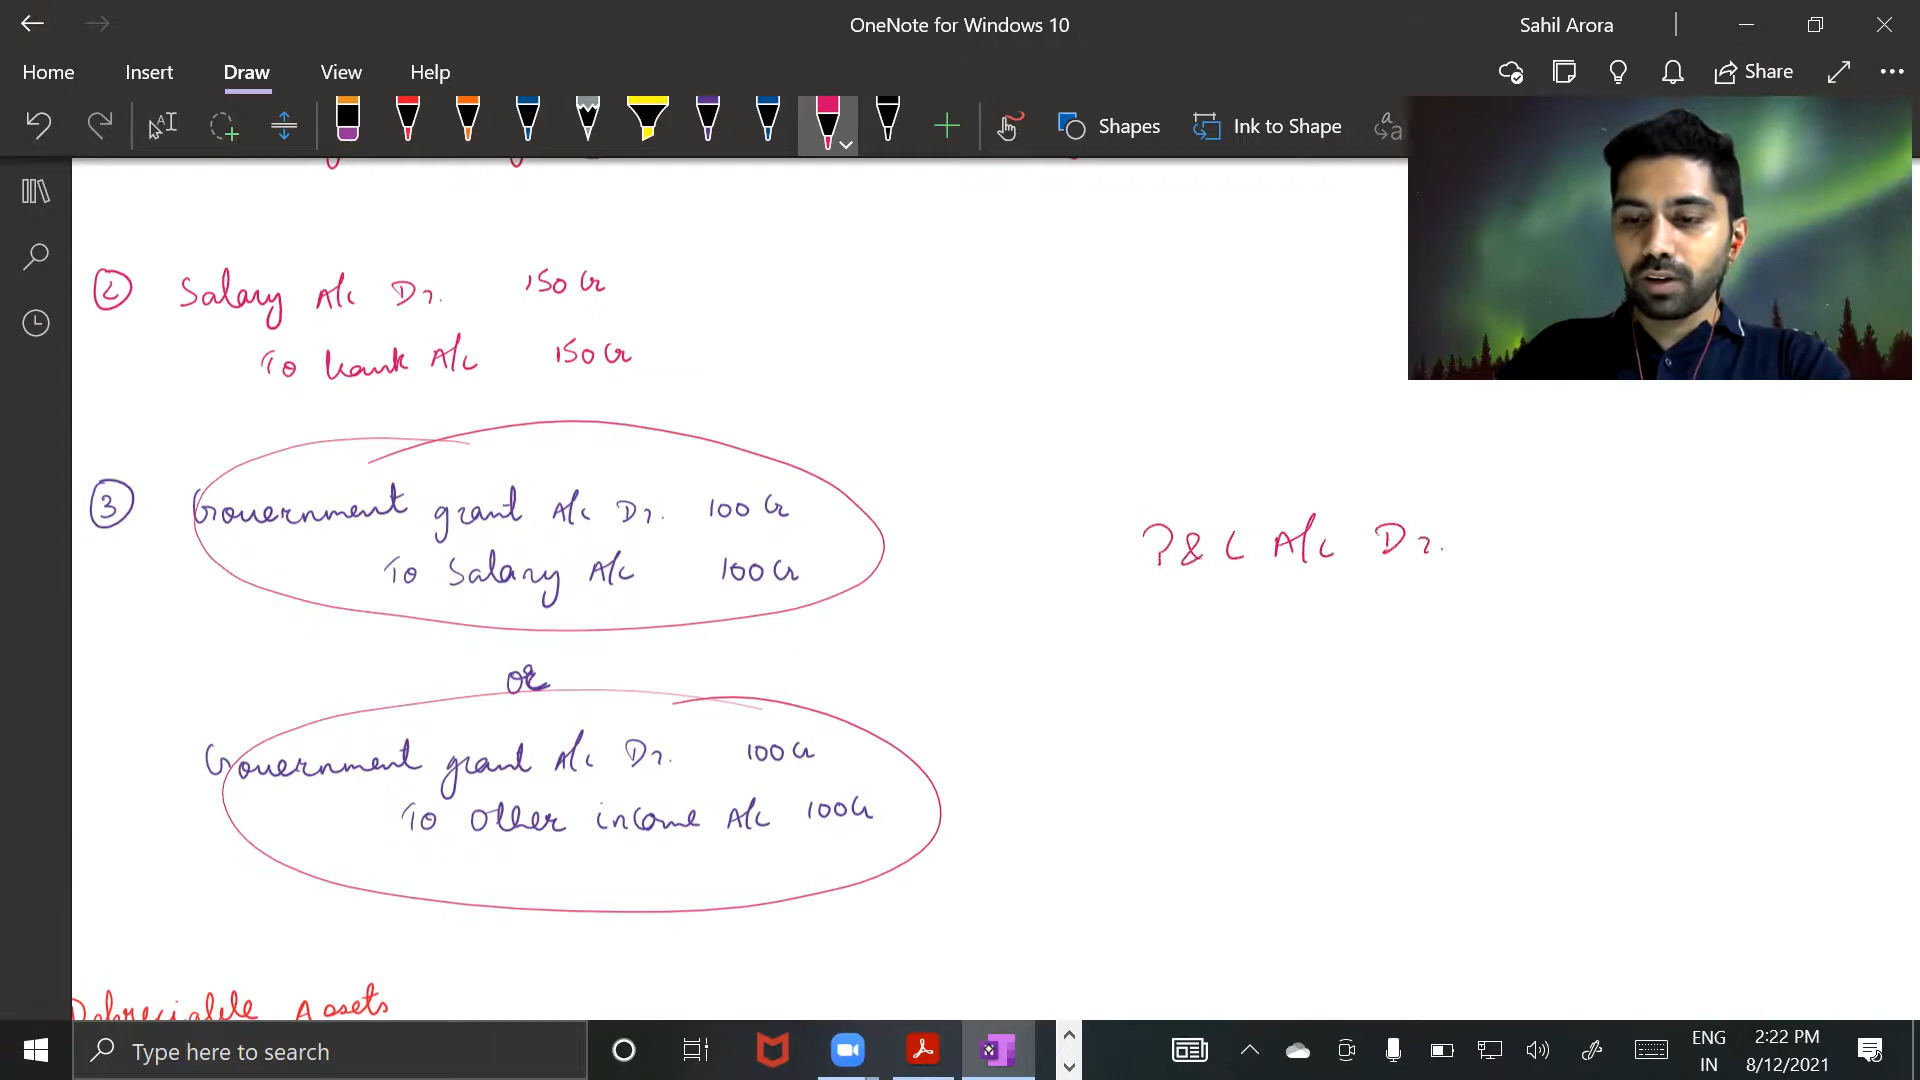 OneNote for Windows 10
Sahil Arora
Home Insert Draw View Help
Share
Shapes
Ink to Shape
② Salary A/c Dr. 150 Cr
To bank A/c 150 Cr
③ Government grant A/c Dr. 100 Cr
To Salary A/c 100 Cr
P&L A/c Dr.
or
Government grant A/c Dr. 100 Cr
To Other income A/c 100 Cr
Depreciable Assets
Type here to search
ENG
IN
2:22 PM
8/12/2021